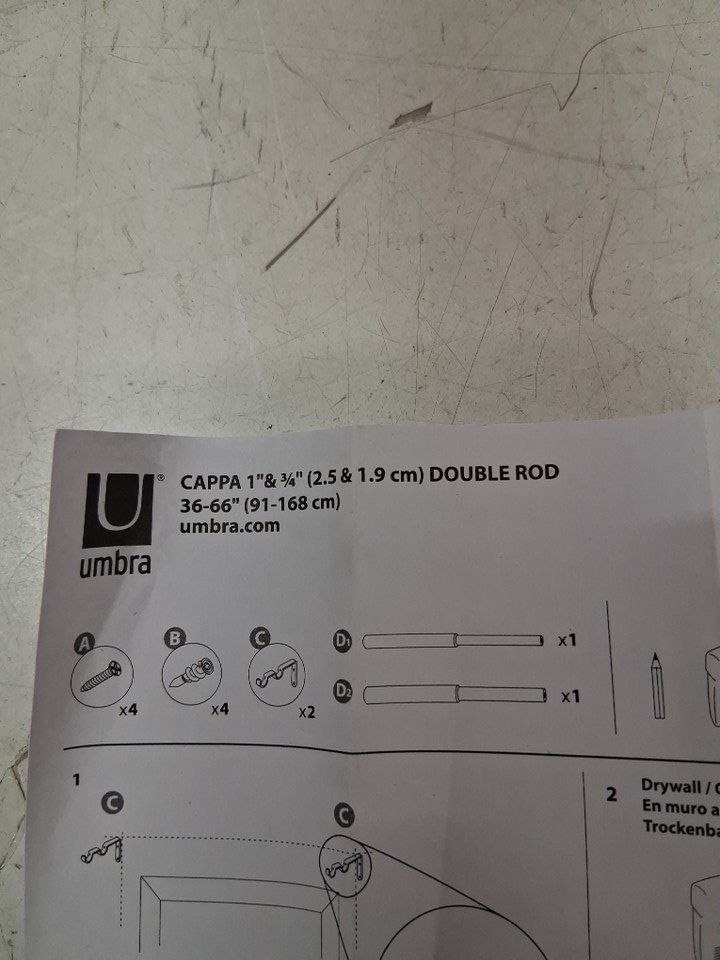 CAPPA 1"& ¾" (2.5 & 1.9 cm) DOUBLE ROD
36-66" (91-168 cm)
umbra.com
U®
umbra
A
x4
B
x4
C
x2
D1
x1
D2
x1
1
C
C
2
Drywall /
En muro a
Trockenba